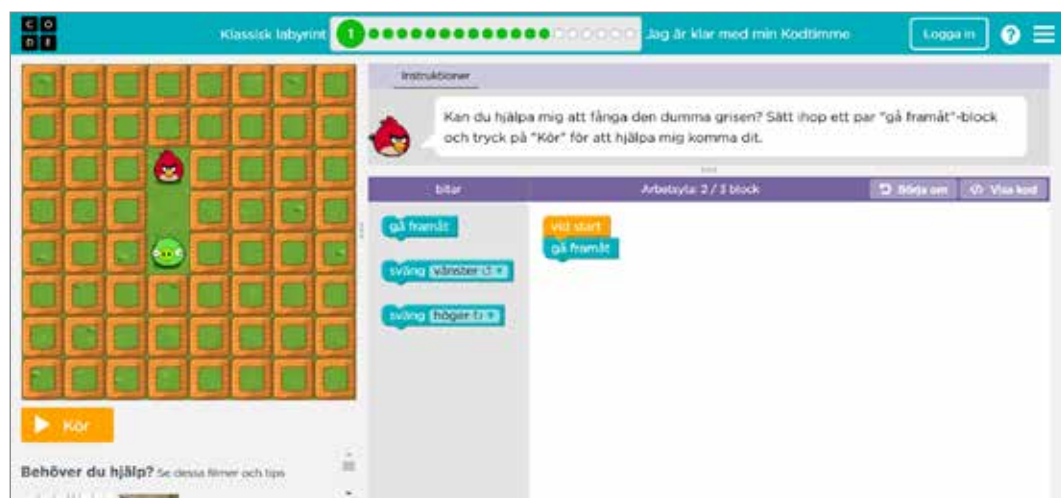 CO
DE
Klassisk labyrint
1
Jag är klar med min Kodtimme
Logga in
?
Instruktioner
Kan du hjälpa mig att fånga den dumma grisen? Sätt ihop ett par "gå framåt"-block
och tryck på "Kör" för att hjälpa mig komma dit.
bitar
Arbetsyta: 2 / 3 block
Börja om
Visa kod
gå framåt
sväng vänster
sväng höger
vid start
gå framåt
Kör
Behöver du hjälp? Se dessa filmer och tips